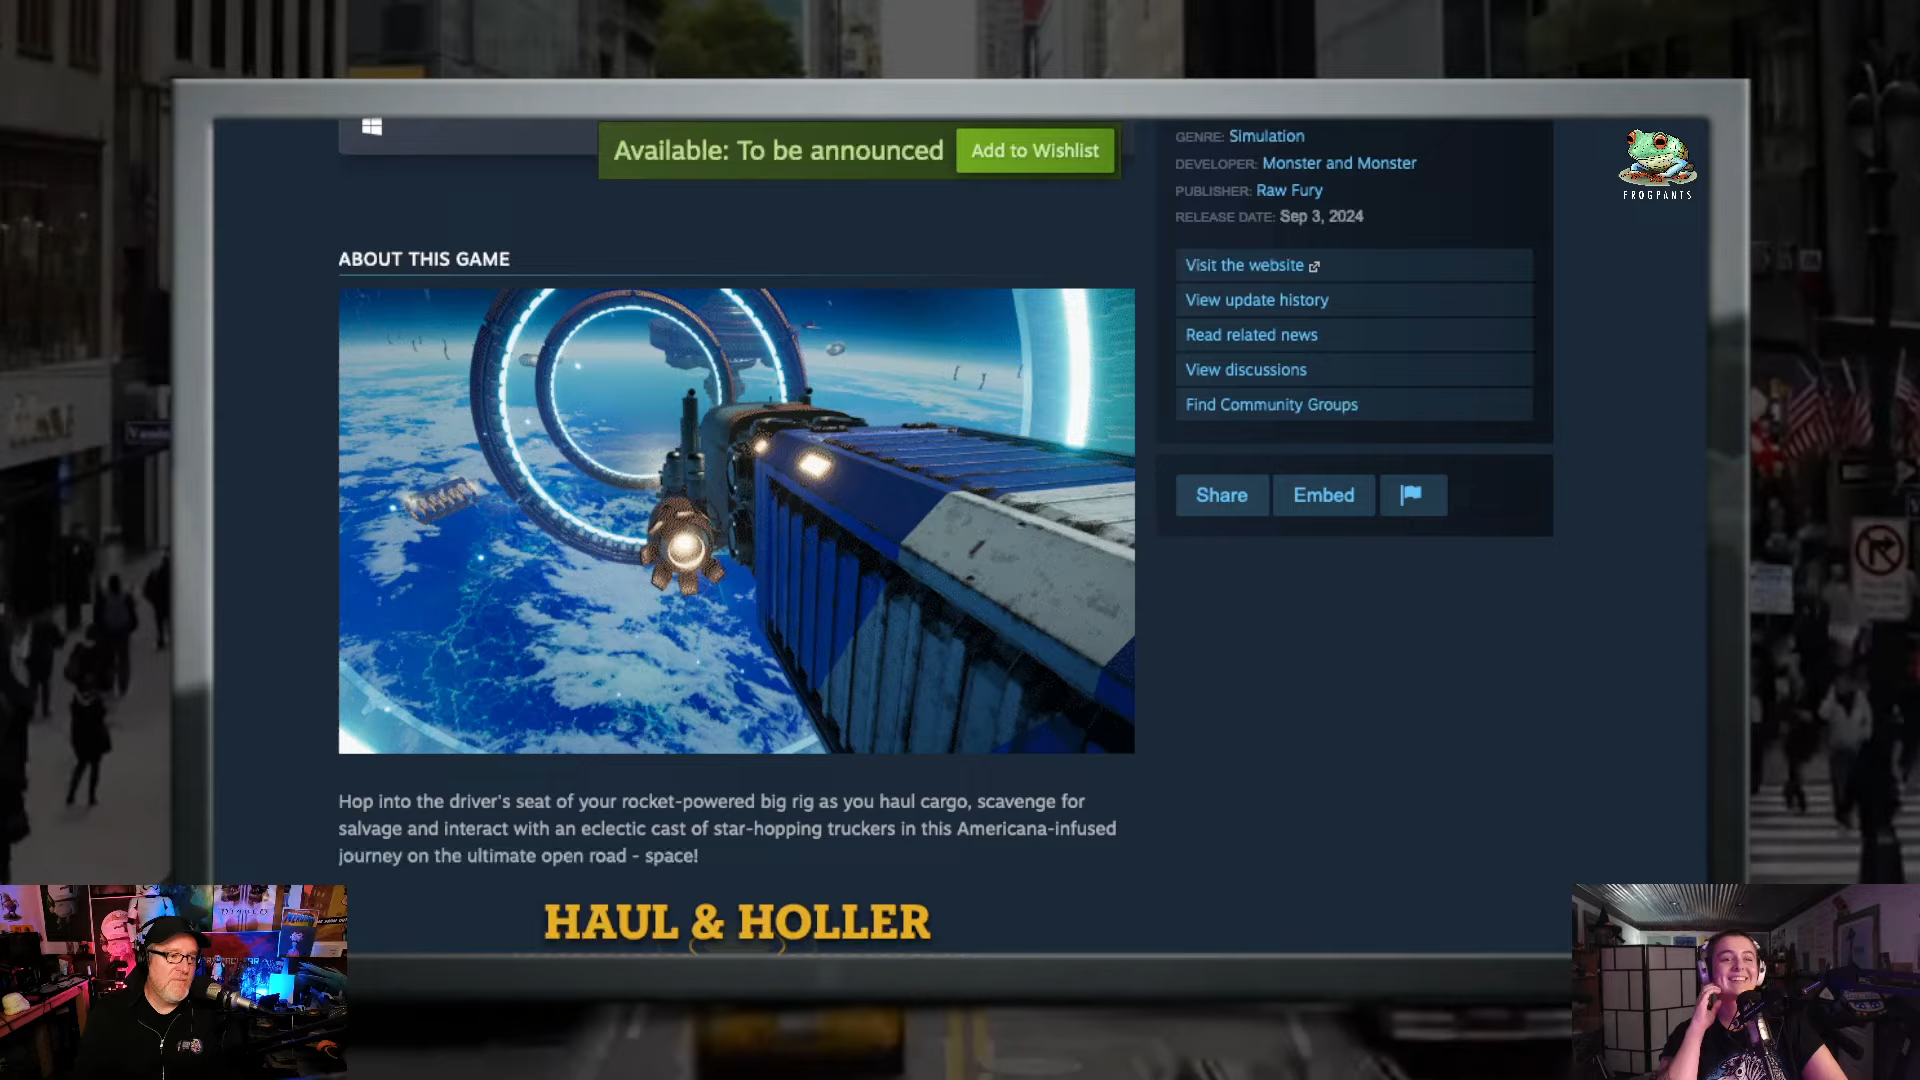 Available: To be announced
Add to Wishlist
GENRE: Simulation
DEVELOPER: Monster and Monster
PUBLISHER: Raw Fury
RELEASE DATE: Sep 3, 2024
FROGPANTS
ABOUT THIS GAME
Visit the website
View update history
Read related news
View discussions
Find Community Groups
Share
Embed
Hop into the driver's seat of your rocket-powered big rig as you haul cargo, scavenge for
salvage and interact with an eclectic cast of star-hopping truckers in this Americana-infused
journey on the ultimate open road - space!
HAUL & HOLLER
DIABLO